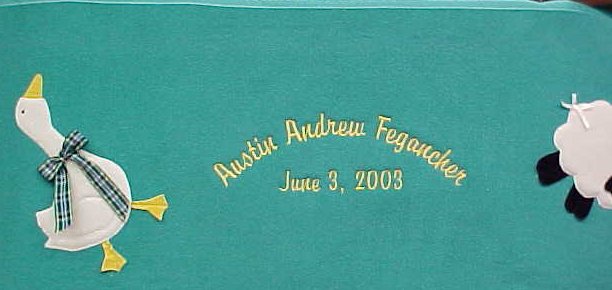 Austin Andrew Fegancher
June 3, 2003